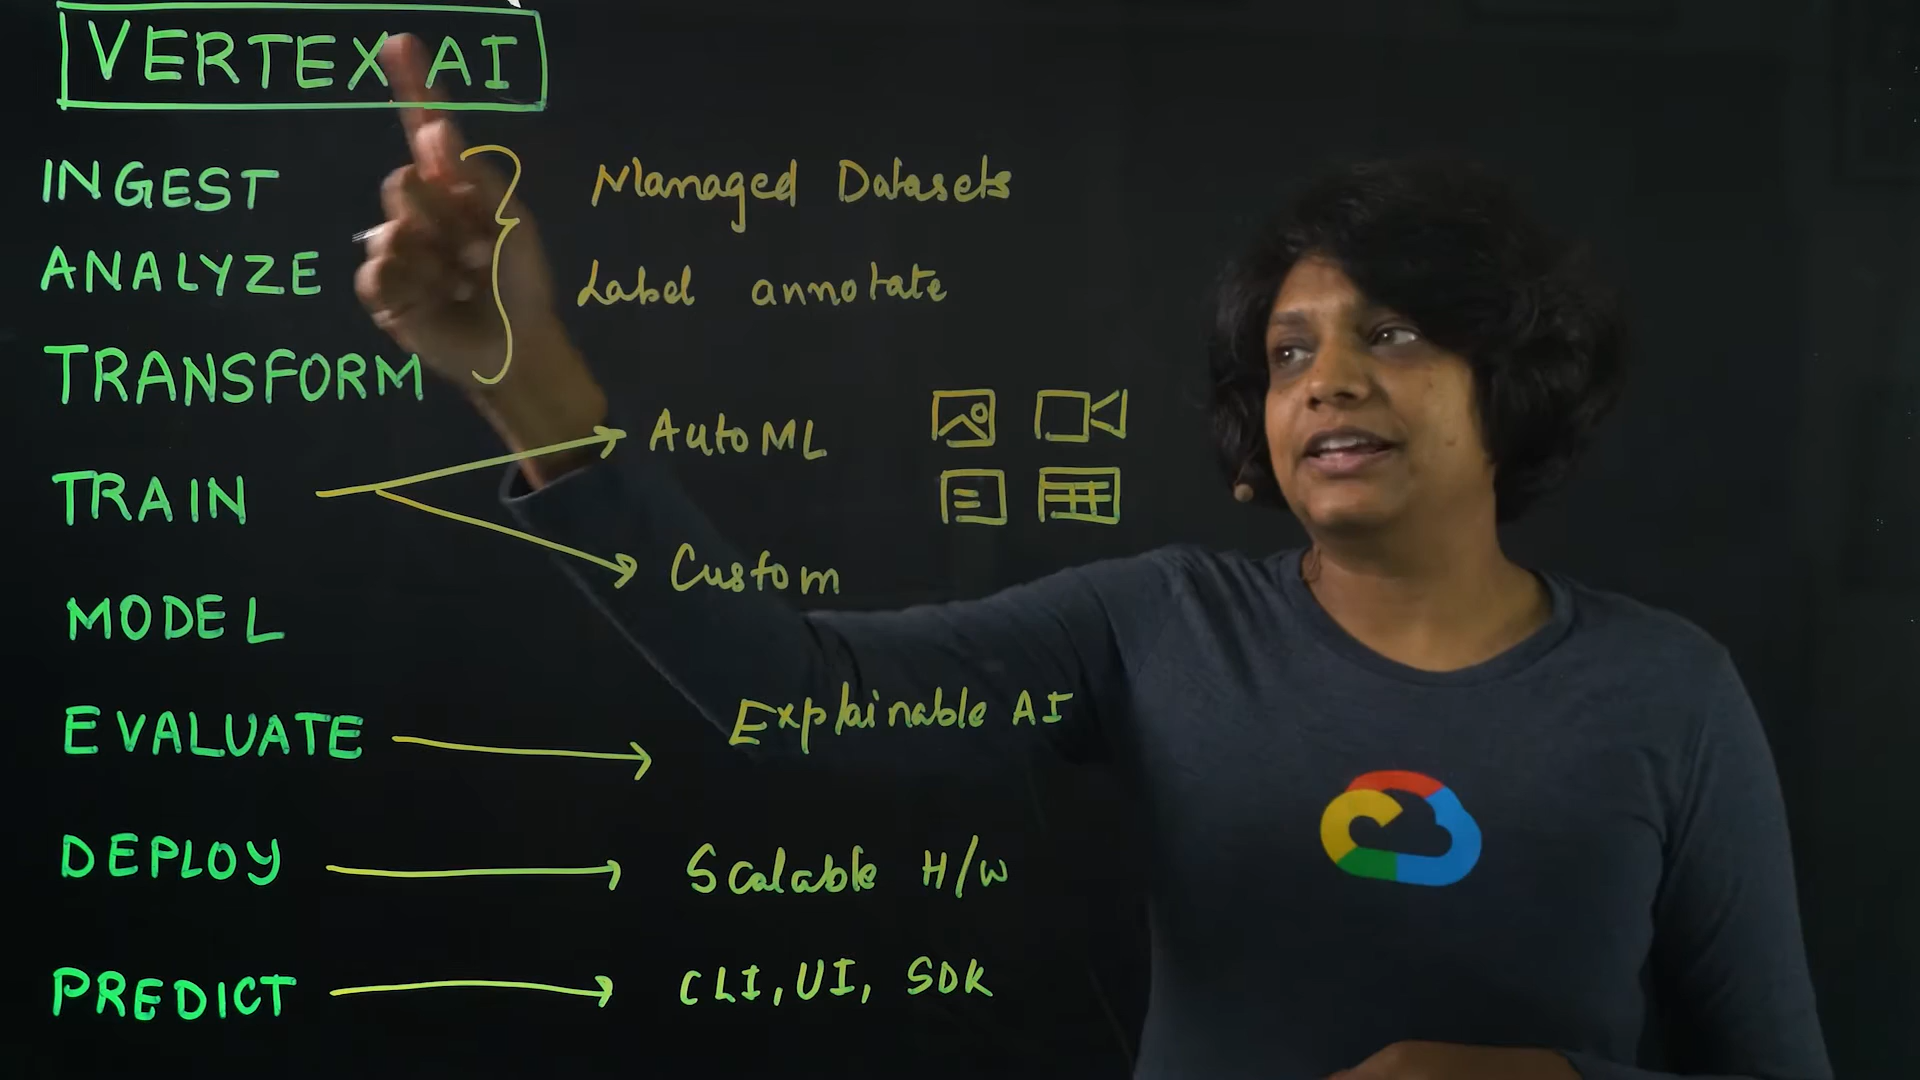 VERTEX AI
INGEST
ANALYZE
TRANSFORM
Managed Datasets
Label annotate
TRAIN
AutoML
Custom
MODEL
EVALUATE
Explainable AI
DEPLOY
Scalable H/W
PREDICT
CLI, UI, SDK